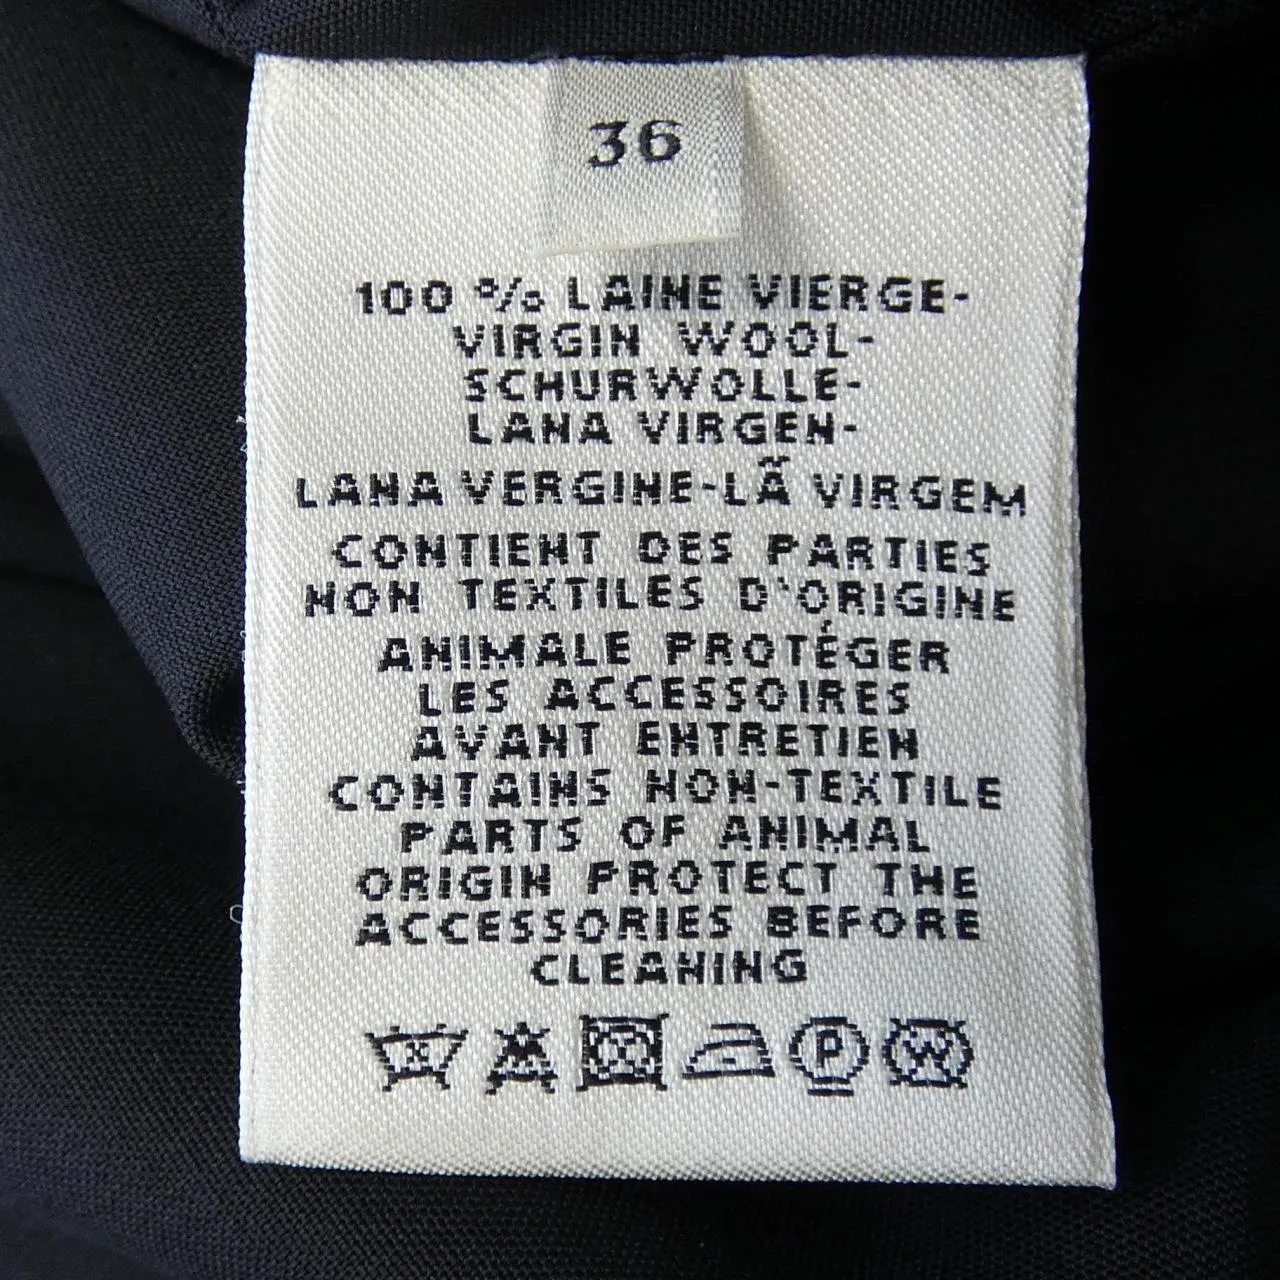 36
100 % LAINE VIERGE-
VIRGIN WOOL-
SCHURWOLLE-
LANA VIRGEN-
LANA VERGINE-LÃ VIRGEM
CONTIENT DES PARTIES
NON TEXTILES D'ORIGINE
ANIMALE PROTÉGER
LES ACCESSOIRES
AVANT ENTRETIEN
CONTAINS NON-TEXTILE
PARTS OF ANIMAL
ORIGIN PROTECT THE
ACCESSORIES BEFORE
CLEANING
P W